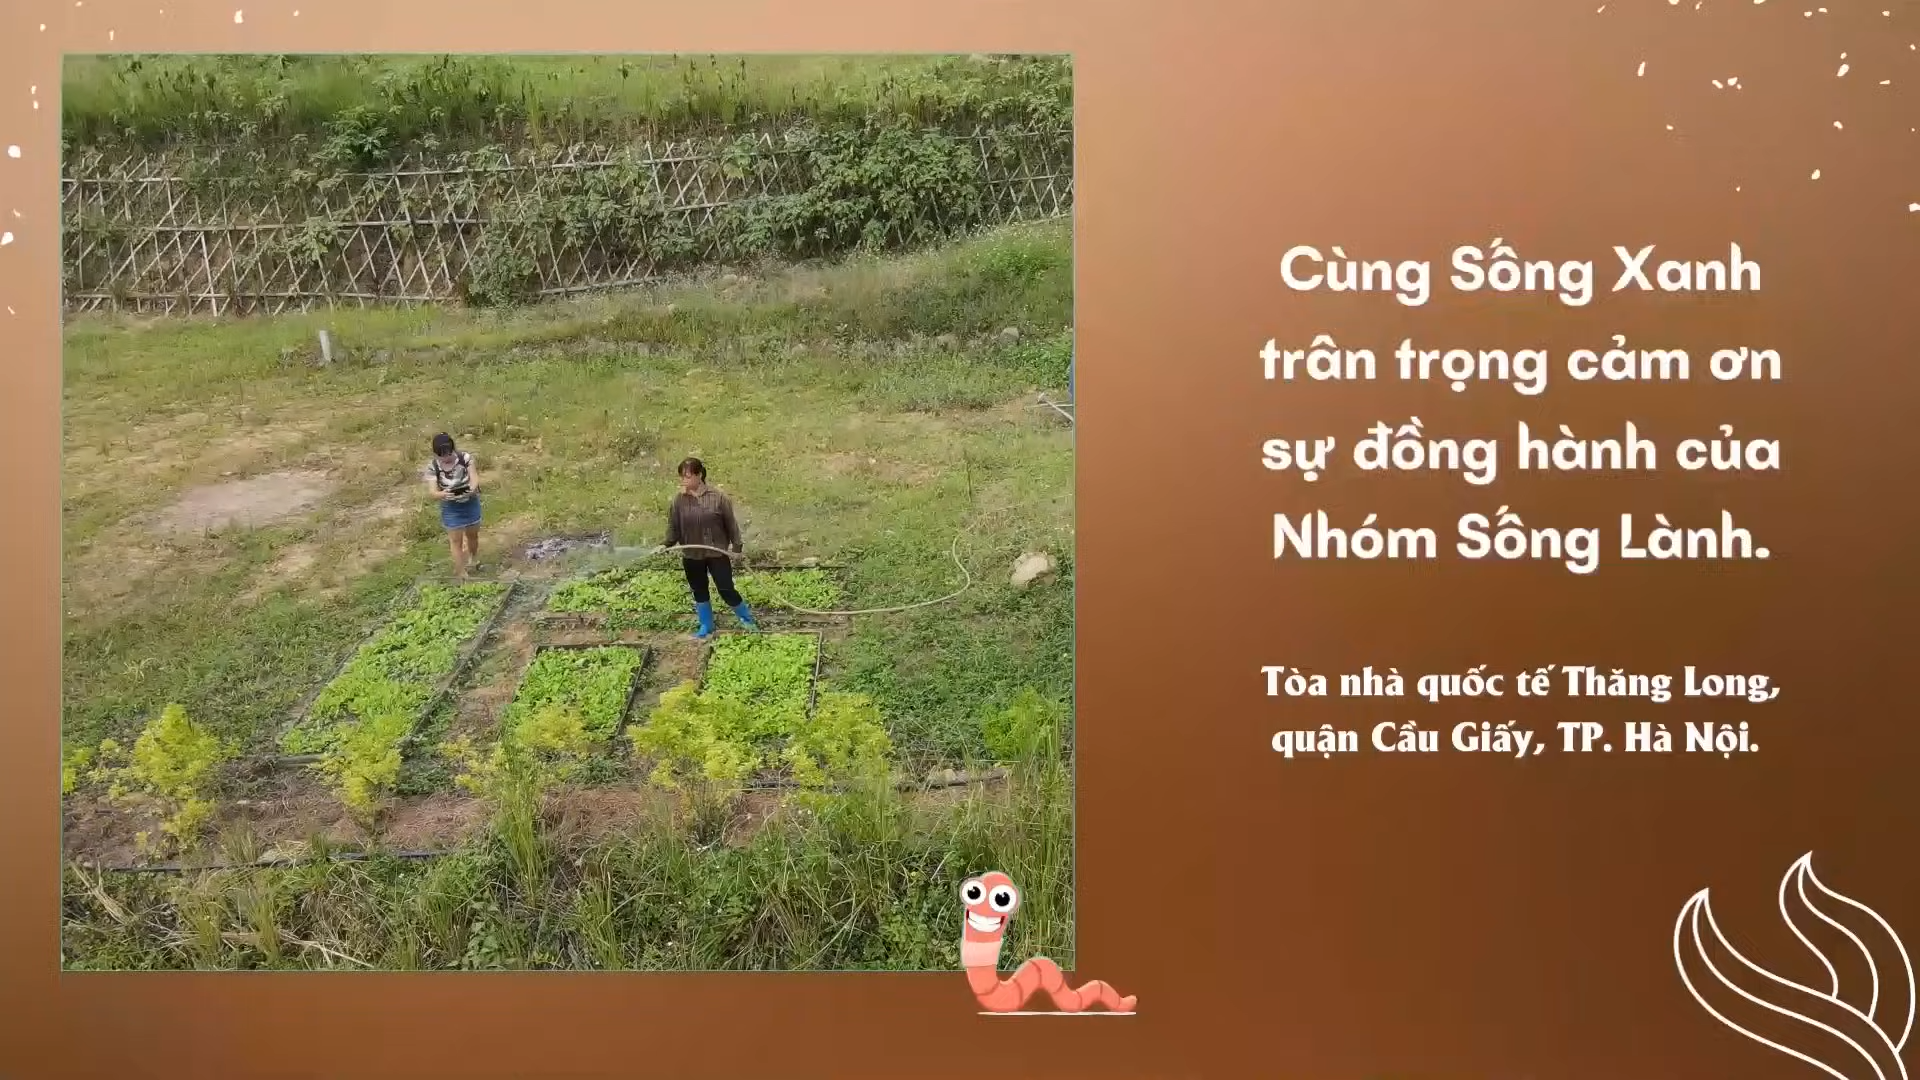 Cùng Sống Xanh
trân trọng cảm ơn
sự đồng hành của
Nhóm Sống Lành.
Tòa nhà quốc tế Thăng Long,
quận Cầu Giấy, TP. Hà Nội.